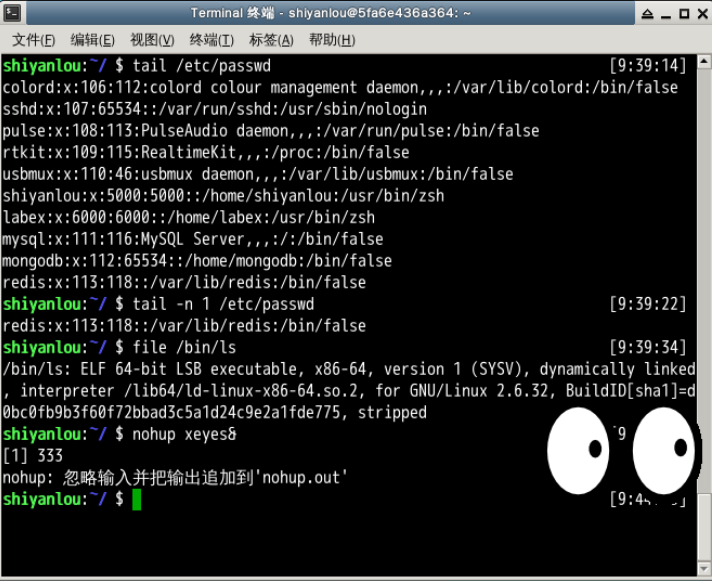 Terminal 终端 - shiyanlou@5fa6e436a364: ~
文件(F) 编辑(E) 视图(V) 终端(T) 标签(A) 帮助(H)
shiyanlou:~/ $ tail /etc/passwd [9:39:14]
colord:x:106:112:colord colour management daemon,,,:/var/lib/colord:/bin/false
sshd:x:107:65534::/var/run/sshd:/usr/sbin/nologin
pulse:x:108:113:PulseAudio daemon,,,:/var/run/pulse:/bin/false
rtkit:x:109:115:RealtimeKit,,,:/proc:/bin/false
usbmux:x:110:46:usbmux daemon,,,:/var/lib/usbmux:/bin/false
shiyanlou:x:5000:5000::/home/shiyanlou:/usr/bin/zsh
labex:x:6000:6000::/home/labex:/usr/bin/zsh
mysql:x:111:116:MySQL Server,,,:/:/bin/false
mongodb:x:112:65534::/home/mongodb:/bin/false
redis:x:113:118::/var/lib/redis:/bin/false
shiyanlou:~/ $ tail -n 1 /etc/passwd [9:39:22]
redis:x:113:118::/var/lib/redis:/bin/false
shiyanlou:~/ $ file /bin/ls [9:39:34]
/bin/ls: ELF 64-bit LSB executable, x86-64, version 1 (SYSV), dynamically linked
, interpreter /lib64/ld-linux-x86-64.so.2, for GNU/Linux 2.6.32, BuildID[sha1]=d
0bc0fb9b3f60f72bbad3c5a1d24c9e2a1fde775, stripped
shiyanlou:~/ $ nohup xeyes&
[1] 333
nohup: 忽略输入并把输出追加到'nohup.out'
shiyanlou:~/ $